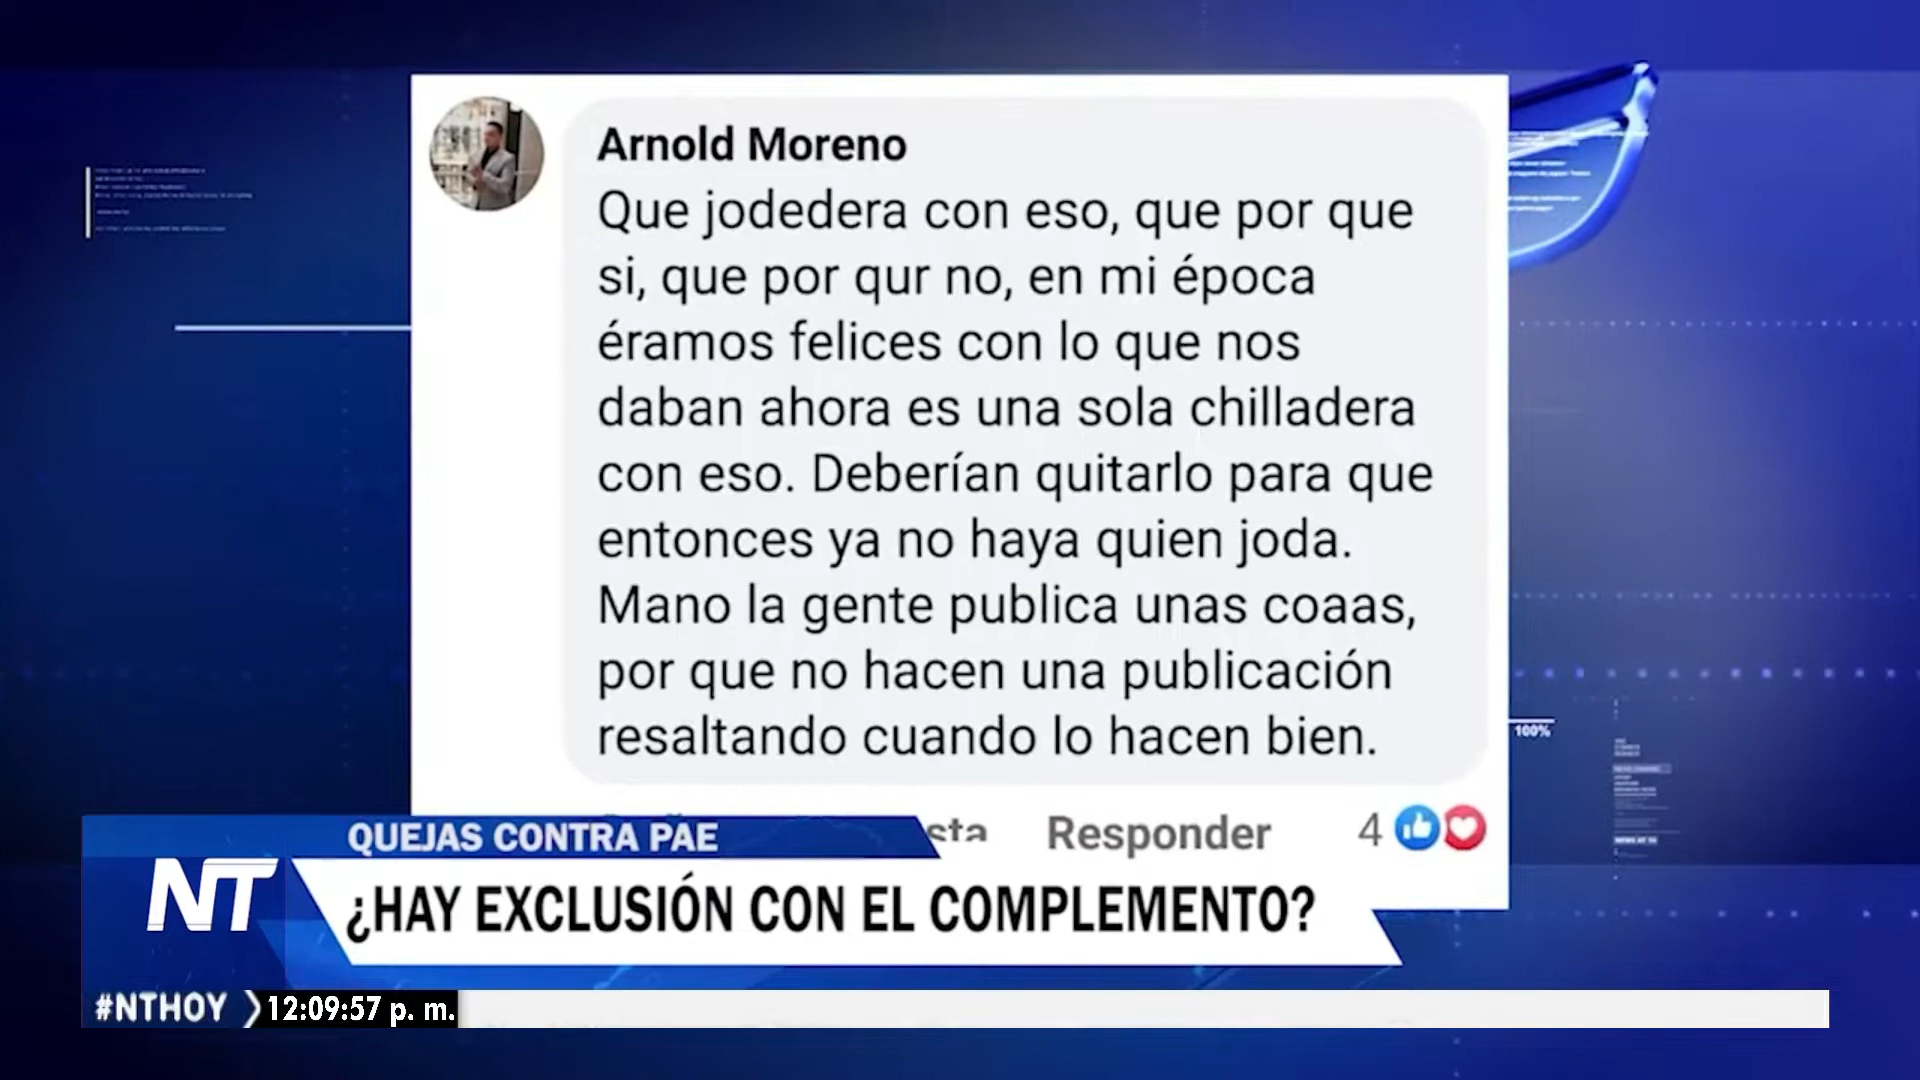 Arnold Moreno
Que jodedera con eso, que por que
si, que por qur no, en mi época
éramos felices con lo que nos
daban ahora es una sola chilladera
con eso. Deberían quitarlo para que
entonces ya no haya quien joda.
Mano la gente publica unas coaas,
por que no hacen una publicación
resaltando cuando lo hacen bien.
Responder 4
100%
QUEJAS CONTRA PAE
NT
¿HAY EXCLUSIÓN CON EL COMPLEMENTO?
#NTHOY 12:09:57 p. m.